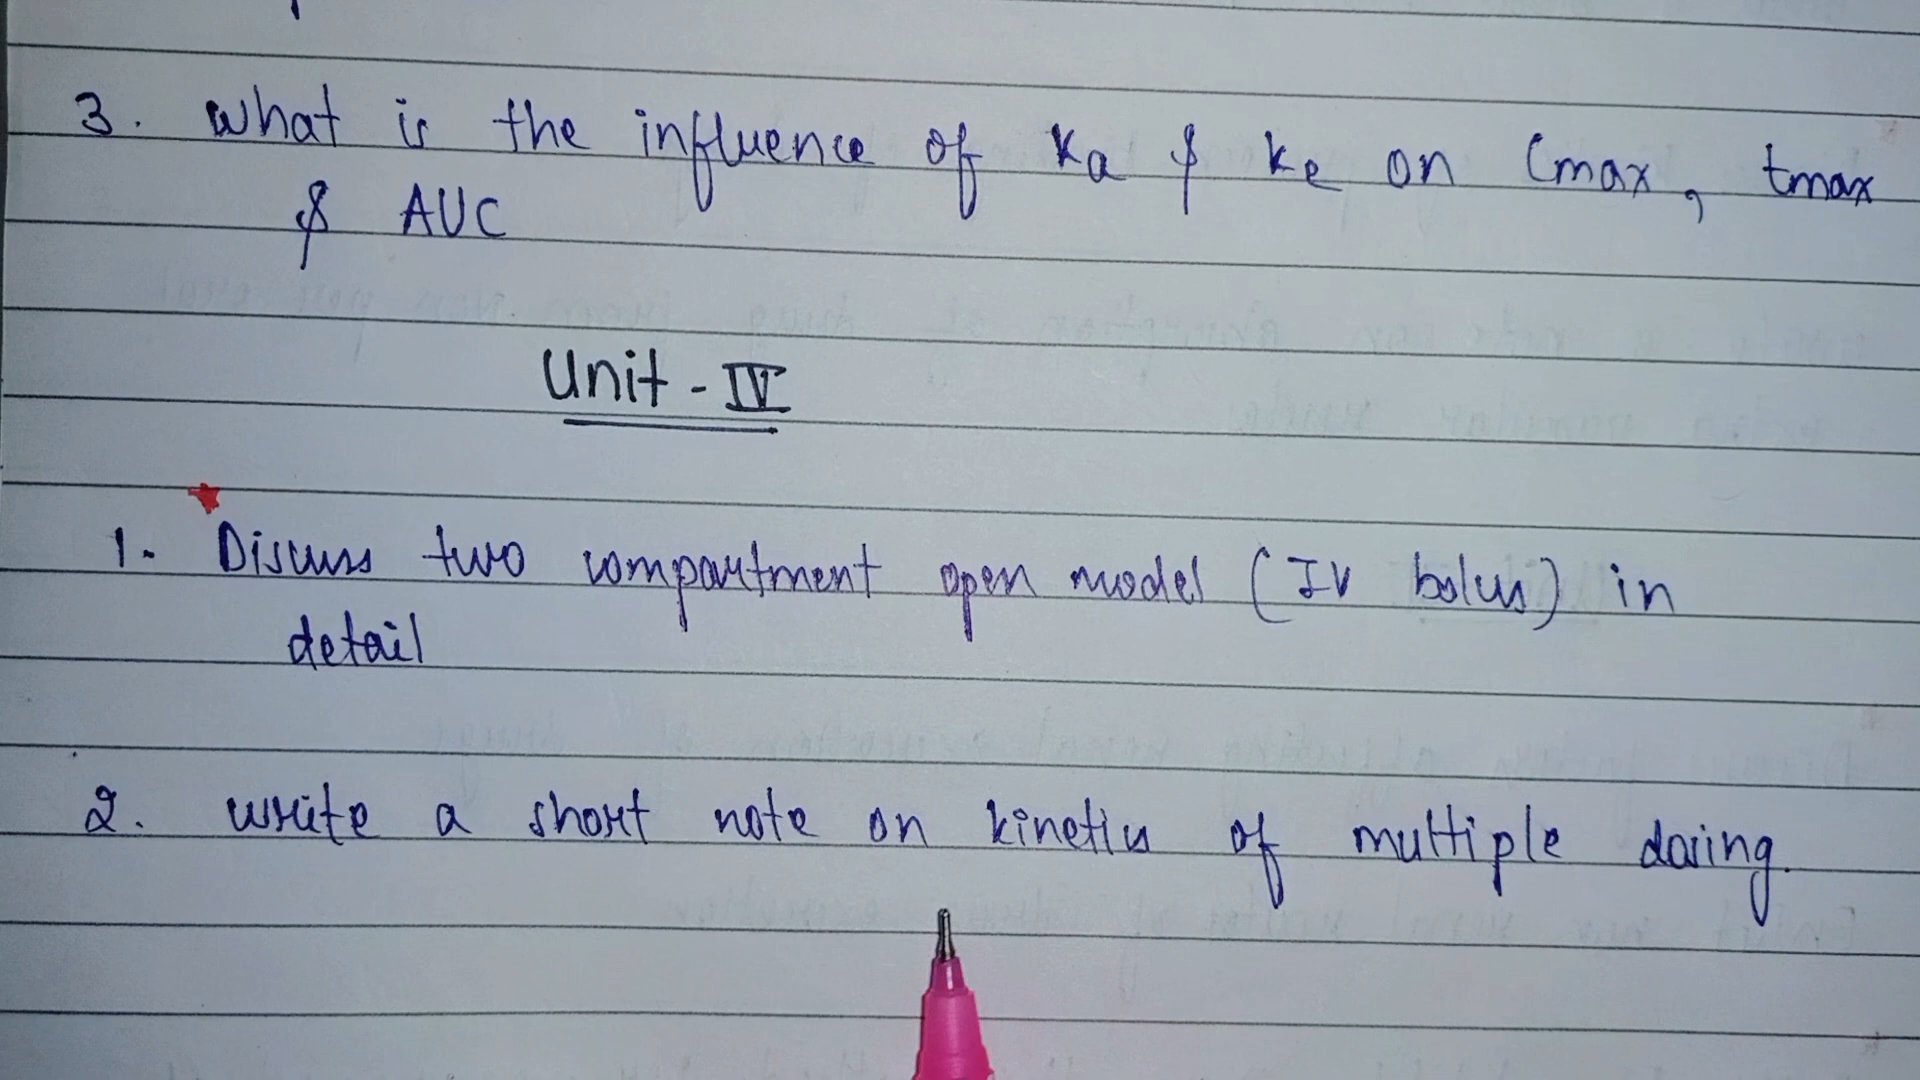 3. What is the influence of Ka & Ke on Cmax, tmax
& AUC
Unit - IV
1. Discuss two compartment open model (IV bolus) in
detail
2. write a short note on kinetics of multiple dosing.